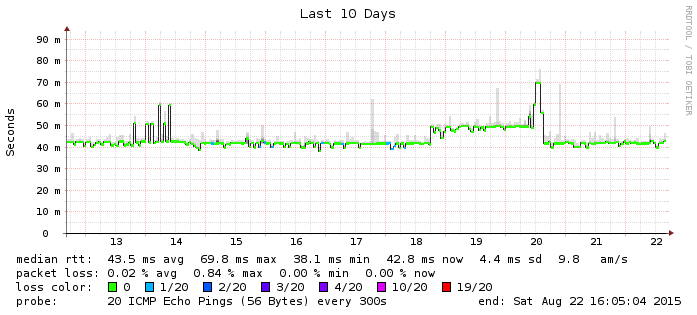 Last 10 Days
RRDTOOL / TOBI OETIKER
Seconds
90 m
80 m
70 m
60 m
50 m
40 m
30 m
20 m
10 m
0
13 14 15 16 17 18 19 20 21 22
median rtt: 43.5 ms avg 69.8 ms max 38.1 ms min 42.8 ms now 4.4 ms sd 9.8 am/s
packet loss: 0.02 % avg 0.84 % max 0.00 % min 0.00 % now
loss color: 0 1/20 2/20 3/20 4/20 10/20 19/20
probe: 20 ICMP Echo Pings (56 Bytes) every 300s end: Sat Aug 22 16:05:04 2015